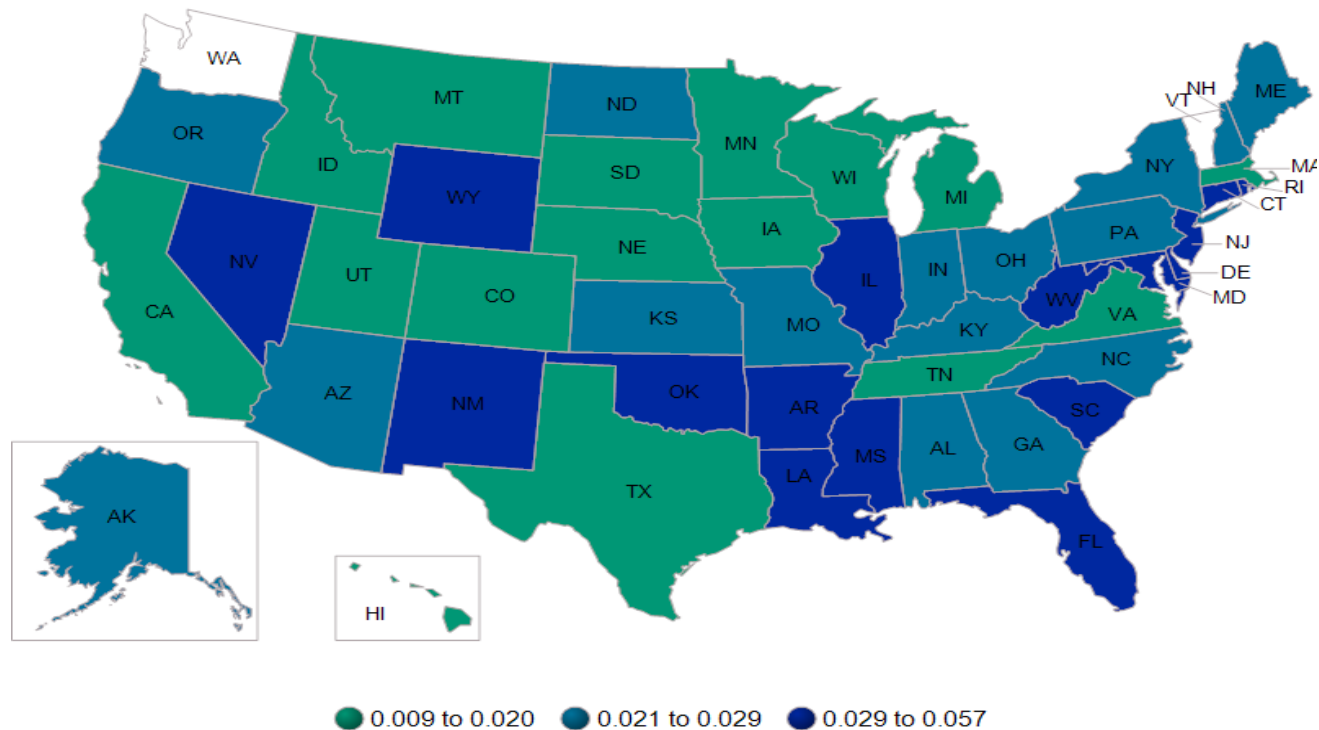 WA
MT
ND
MN
OR
ID
SD
WI
MI
NH
VT
ME
NY
MA
RI
CT
WY
IA
NE
PA
NJ
NV
UT
CO
IL
IN
OH
DE
MD
WV
VA
CA
KS
MO
KY
NC
TN
AZ
NM
OK
AR
SC
MS
AL
GA
TX
LA
FL
AK
HI
0.009 to 0.020
0.021 to 0.029
0.029 to 0.057